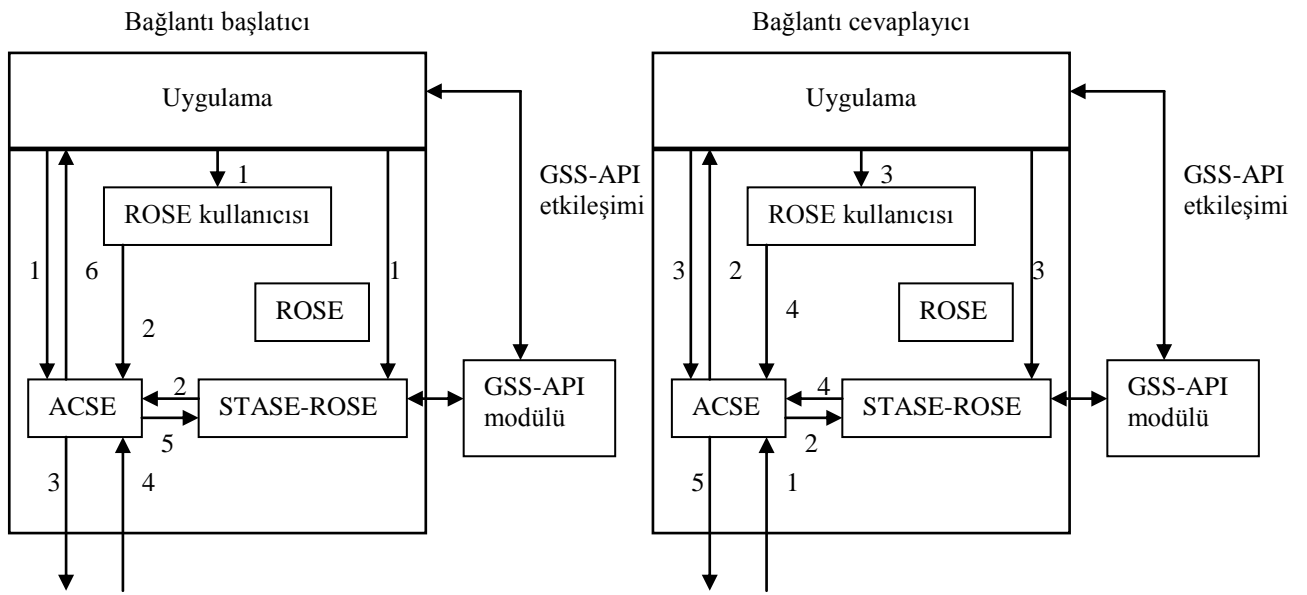 Bağlantı başlatıcı
Uygulama
1
ROSE kullanıcısı
1
6
1
ROSE
2
ACSE
2
STASE-ROSE
5
3
4
GSS-API
etkileşimi
GSS-API
modülü
Bağlantı cevaplayıcı
Uygulama
3
ROSE kullanıcısı
3
2
3
4
ROSE
ACSE
4
STASE-ROSE
2
5
1
GSS-API
etkileşimi
GSS-API
modülü